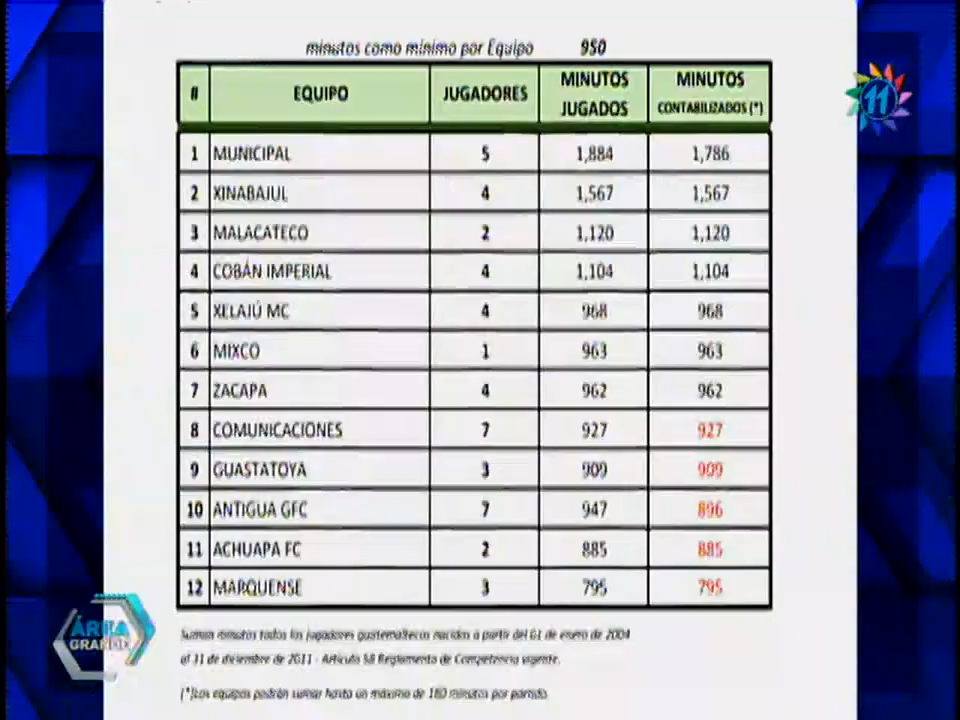 minutos como mínimo por Equipo 950
# EQUIPO JUGADORES MINUTOS JUGADOS MINUTOS CONTABILIZADOS (*)
1 MUNICIPAL 5 1,884 1,786
2 XINABAJUL 4 1,567 1,567
3 MALACATECO 2 1,120 1,120
4 COBÁN IMPERIAL 4 1,104 1,104
5 XELAJÚ MC 4 968 968
6 MIXCO 1 963 963
7 ZACAPA 4 962 962
8 COMUNICACIONES 7 927 927
9 GUASTATOYA 3 909 909
10 ANTIGUA GFC 7 947 896
11 ACHUAPA FC 2 885 885
12 MARQUENSE 3 795 795
Suman minutos todos los jugadores guatemaltecos nacidos a partir del 01 de enero de 2004
al 31 de diciembre de 2011 - Artículo 58 Reglamento de Competencia vigente.
(*)Los equipos podrán sumar hasta un máximo de 180 minutos por partido
11
ÁREA
GRANDE